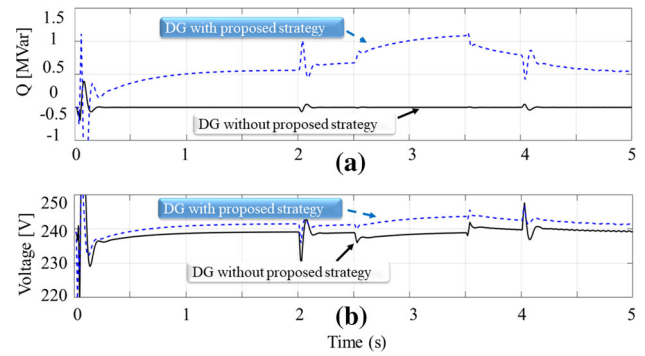 1.5
DG with proposed strategy
1
Q [MVar]
0.5
0
-0.5
DG without proposed strategy
-1
0 1 2 3 4 5
(a)
Time (s)
250
DG with proposed strategy
240
Voltage [V]
230
DG without proposed strategy
220
0 1 2 3 4 5
(b)
Time (s)